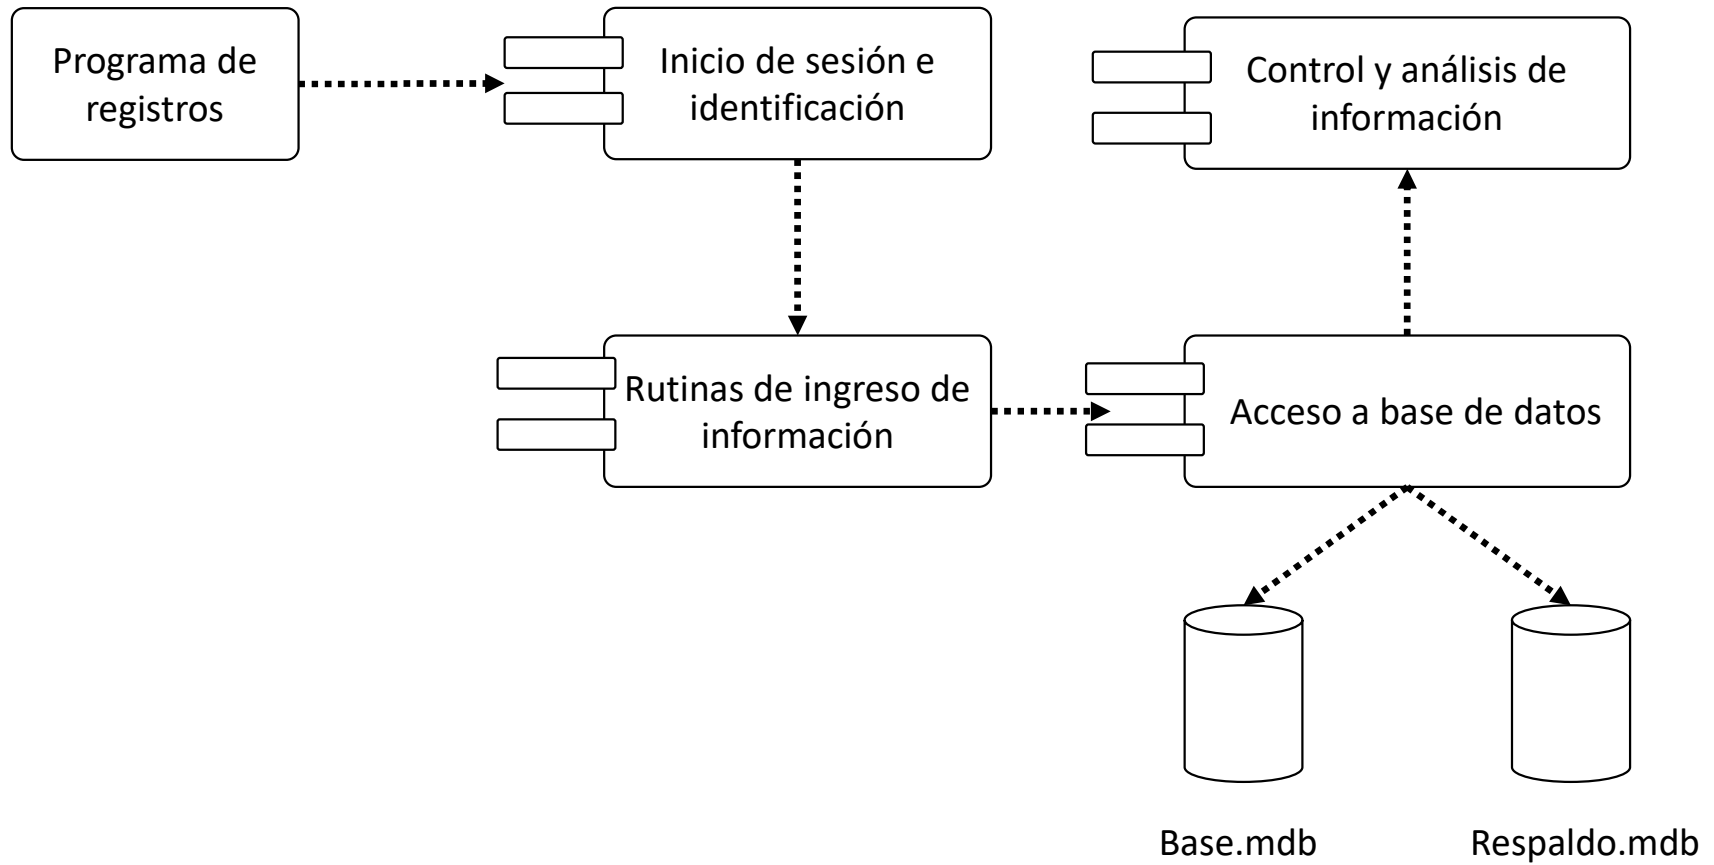 Programa de
registros
Inicio de sesión e
identificación
Control y análisis de
información
Rutinas de ingreso de
información
Acceso a base de datos
Base.mdb
Respaldo.mdb